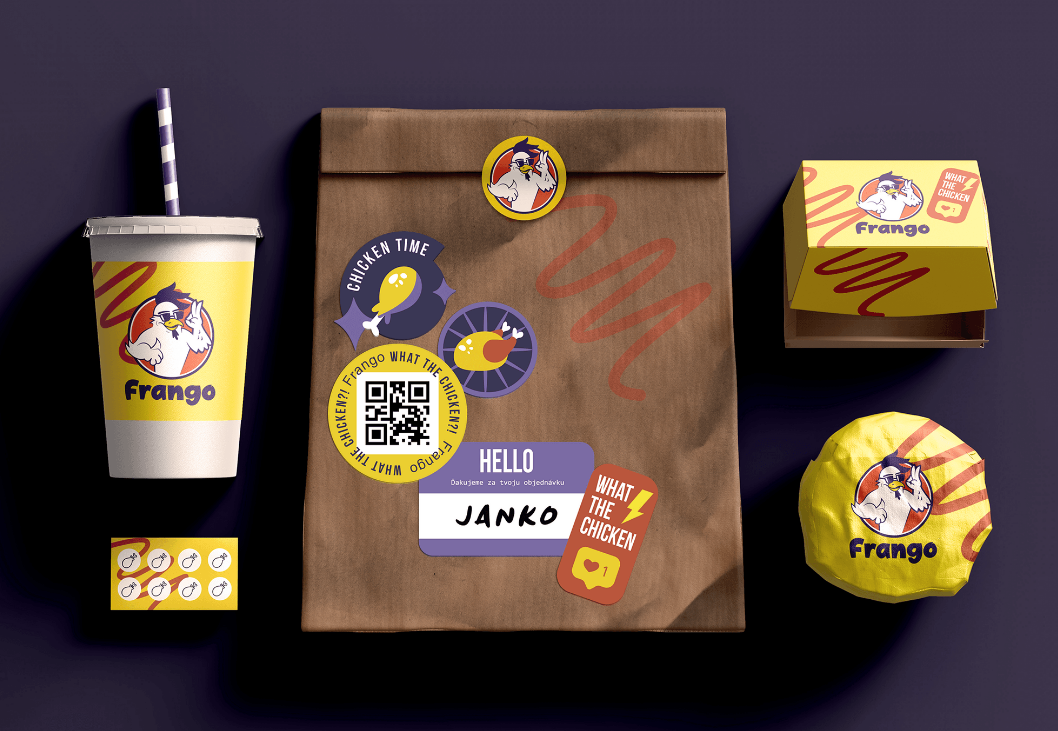 Frango
CHICKEN TIME
Frango WHAT THE CHICKEN?! Frango WHAT THE CHICKEN?!
HELLO
Ďakujeme za tvoju objednávku
JANKO
WHAT
THE
CHICKEN
1
WHAT
THE
CHICKEN
1
Frango
Frango